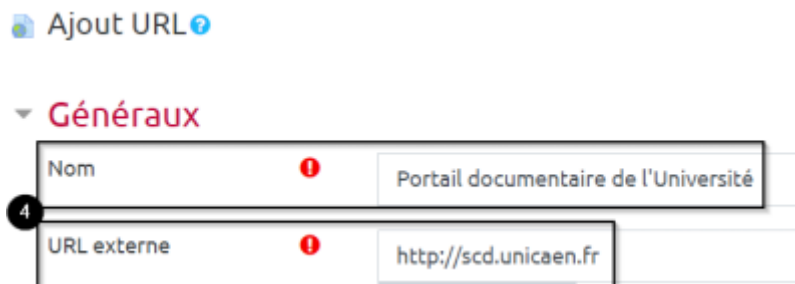 Ajout URL
Généraux
Nom
Portail documentaire de l'Université
4
URL externe
http://scd.unicaen.fr